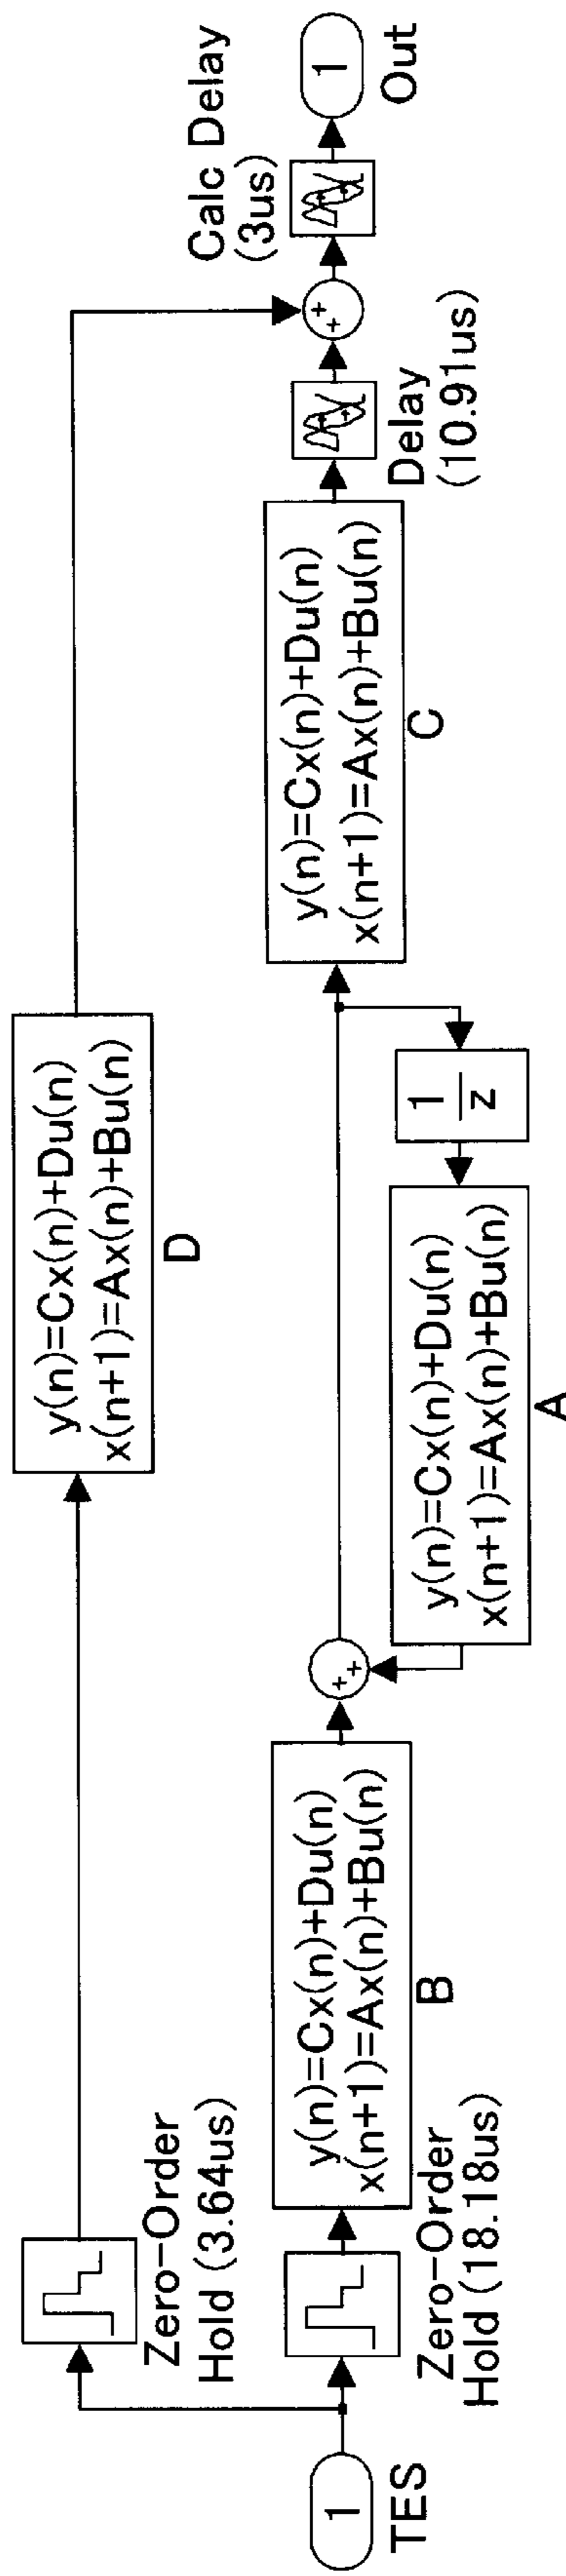 1
TES
Zero-Order
Hold (3.64us)
y(n)=Cx(n)+Du(n)
x(n+1)=Ax(n)+Bu(n)
D
Zero-Order
Hold (18.18us)
y(n)=Cx(n)+Du(n)
x(n+1)=Ax(n)+Bu(n)
B
+
+
y(n)=Cx(n)+Du(n)
x(n+1)=Ax(n)+Bu(n)
A
1
z
y(n)=Cx(n)+Du(n)
x(n+1)=Ax(n)+Bu(n)
C
Delay
(10.91us)
+
+
Calc Delay
(3us)
1
Out